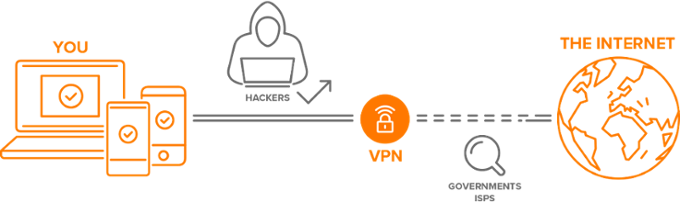 YOU
HACKERS
VPN
GOVERNMENTS
ISPS
THE INTERNET